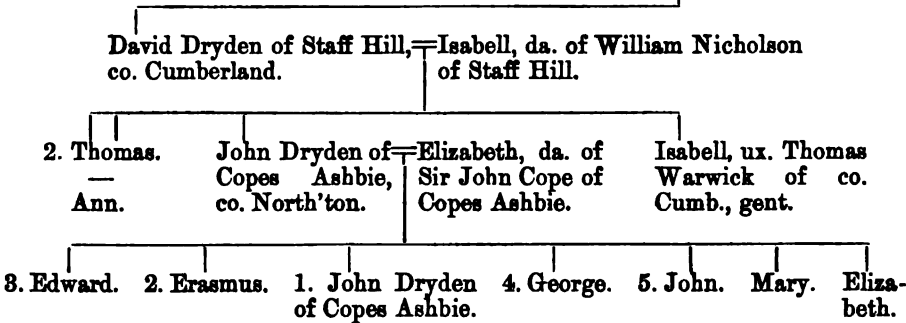 David Dryden of Staff Hill,═Isabell, da. of William Nicholson
co. Cumberland. of Staff Hill.
2. Thomas. John Dryden of═Elizabeth, da. of Isabell, ux. Thomas
— Copes Ashbie, Sir John Cope of Warwick of co.
Ann. co. North'ton. Copes Ashbie. Cumb., gent.
3. Edward. 2. Erasmus. 1. John Dryden 4. George. 5. John. Mary. Eliza-
of Copes Ashbie. beth.